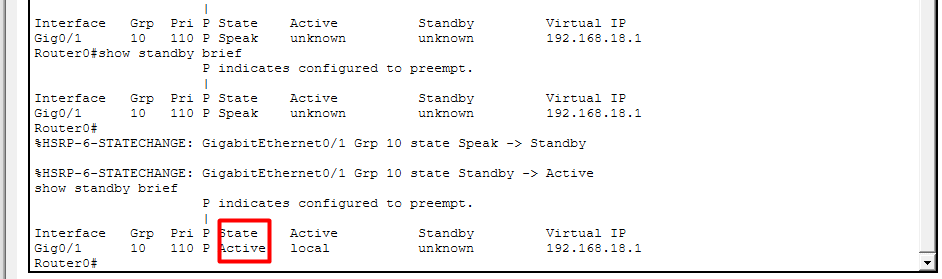 |
Interface   Grp  Pri P State    Active          Standby         Virtual IP
Gig0/1      10   110 P Speak    unknown         unknown         192.168.18.1
Router0#show standby brief
                     P indicates configured to preempt.
                     |
Interface   Grp  Pri P State    Active          Standby         Virtual IP
Gig0/1      10   110 P Speak    unknown         unknown         192.168.18.1
Router0#
%HSRP-6-STATECHANGE: GigabitEthernet0/1 Grp 10 state Speak -> Standby
%HSRP-6-STATECHANGE: GigabitEthernet0/1 Grp 10 state Standby -> Active
show standby brief
                     P indicates configured to preempt.
                     |
Interface   Grp  Pri P State    Active          Standby         Virtual IP
Gig0/1      10   110 P Active   local           unknown         192.168.18.1
Router0#